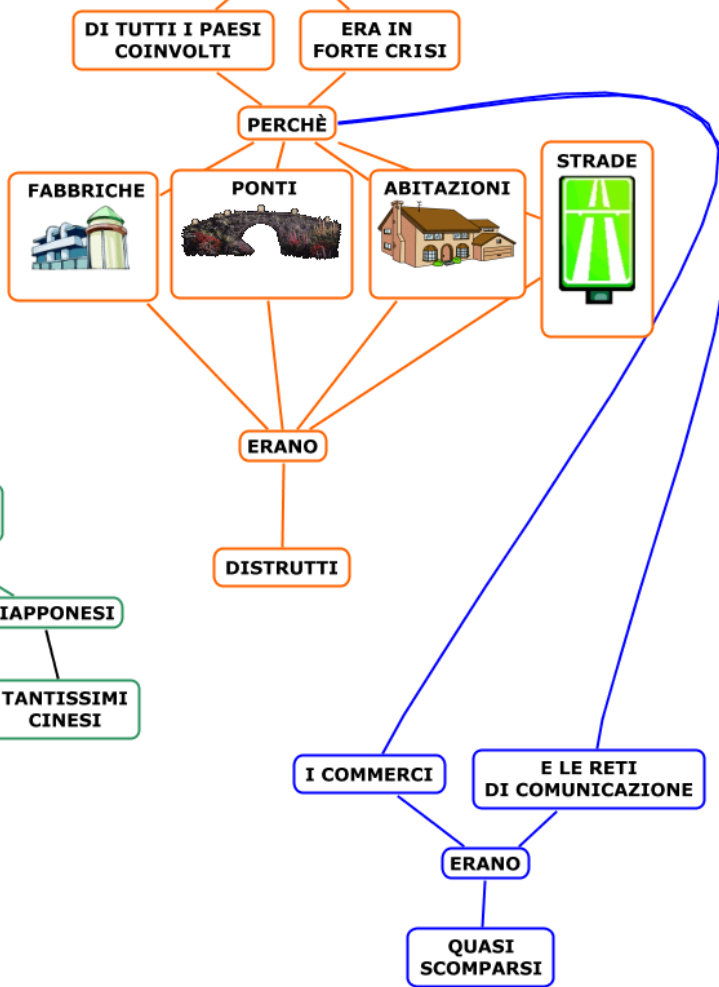 DI TUTTI I PAESI
COINVOLTI
ERA IN
FORTE CRISI
PERCHÈ
FABBRICHE
PONTI
ABITAZIONI
STRADE
ERANO
DISTRUTTI
IAPPONESI
TANTISSIMI
CINESI
I COMMERCI
E LE RETI
DI COMUNICAZIONE
ERANO
QUASI
SCOMPARSI